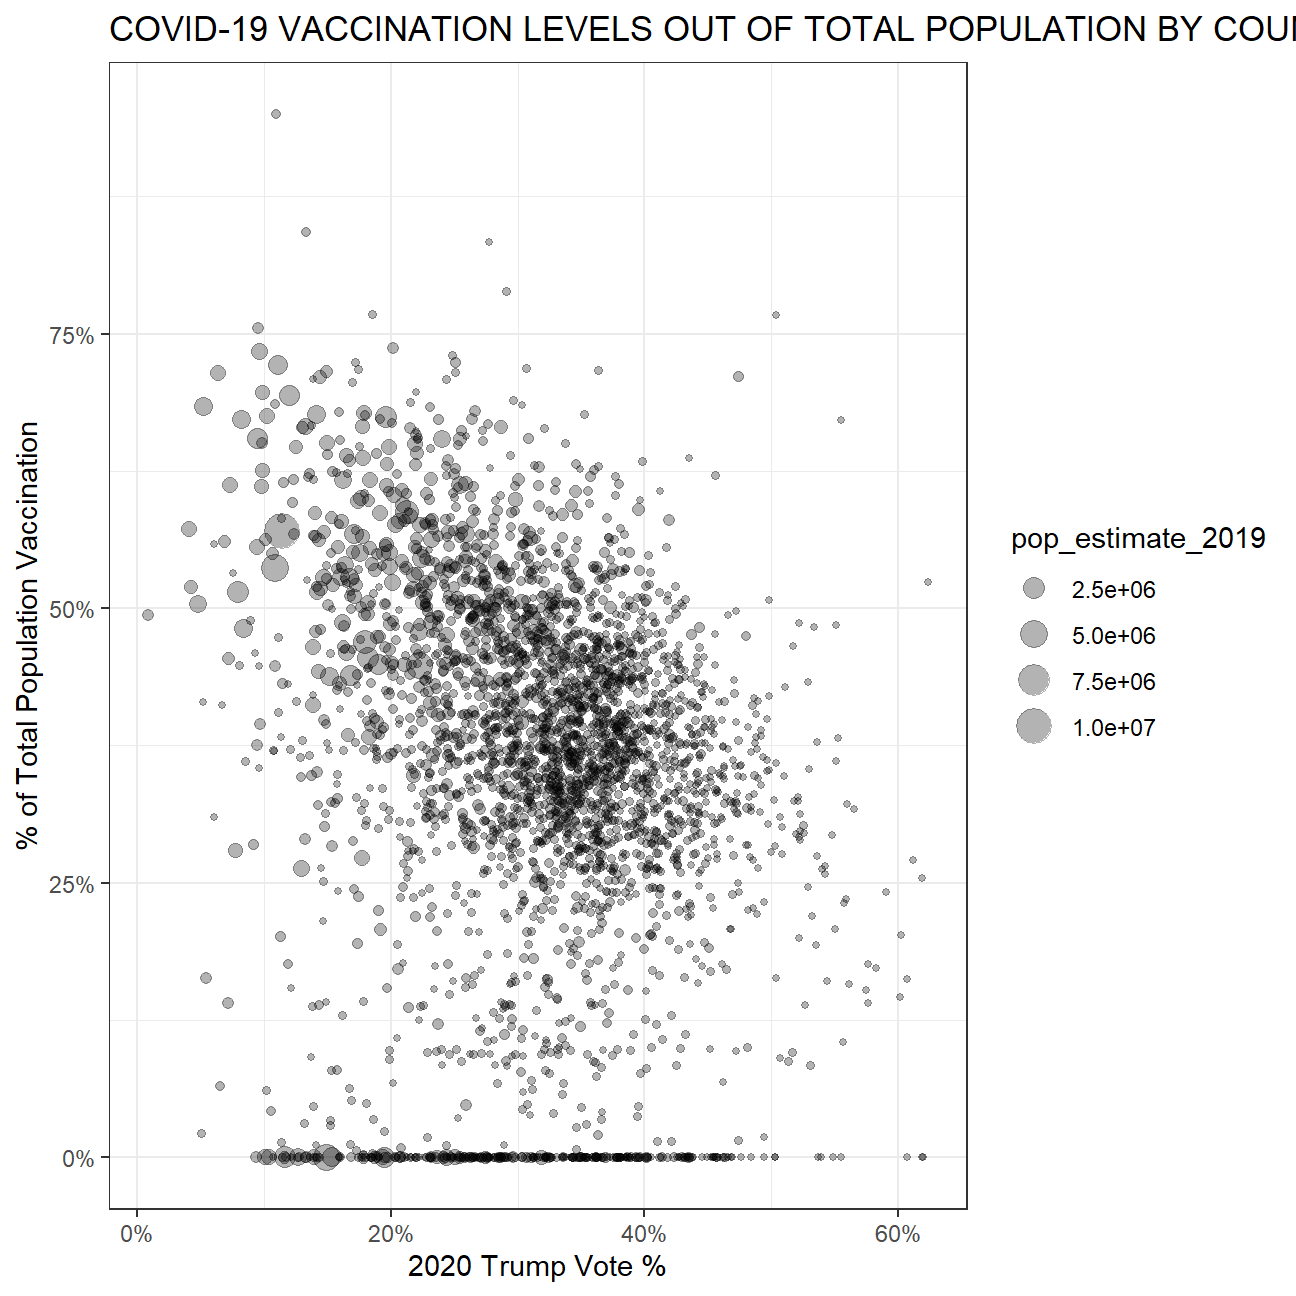 COVID-19 VACCINATION LEVELS OUT OF TOTAL POPULATION BY
% of Total Population Vaccination
75%
50%
25%
0%
0%
20%
40%
60%
2020 Trump Vote %
pop_estimate_2019
2.5e+06
5.0e+06
7.5e+06
1.0e+07